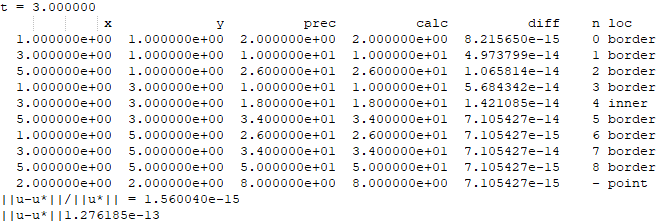 t = 3.000000
x y prec calc diff n loc
1.000000e+00 1.000000e+00 2.000000e+00 2.000000e+00 8.215650e-15 0 border
3.000000e+00 1.000000e+00 1.000000e+01 1.000000e+01 4.973799e-14 1 border
5.000000e+00 1.000000e+00 2.600000e+01 2.600000e+01 1.065814e-14 2 border
1.000000e+00 3.000000e+00 1.000000e+01 1.000000e+01 5.684342e-14 3 border
3.000000e+00 3.000000e+00 1.800000e+01 1.800000e+01 1.421085e-14 4 inner
5.000000e+00 3.000000e+00 3.400000e+01 3.400000e+01 7.105427e-14 5 border
1.000000e+00 5.000000e+00 2.600000e+01 2.600000e+01 7.105427e-15 6 border
3.000000e+00 5.000000e+00 3.400000e+01 3.400000e+01 7.105427e-14 7 border
5.000000e+00 5.000000e+00 5.000000e+01 5.000000e+01 7.105427e-15 8 border
2.000000e+00 2.000000e+00 8.000000e+00 8.000000e+00 7.105427e-15 - point
||u-u*||/||u*|| = 1.560040e-15
||u-u*||1.276185e-13